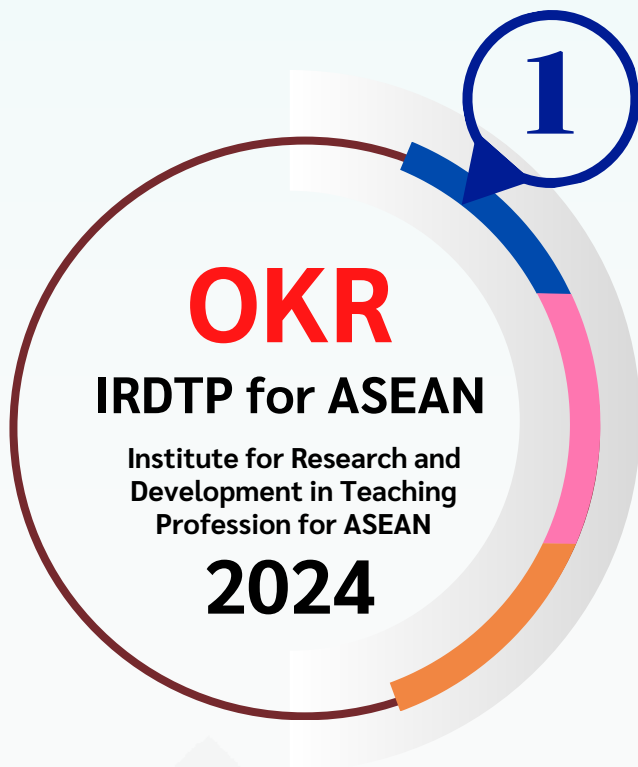 1
OKR
IRDTP for ASEAN
Institute for Research and
Development in Teaching
Profession for ASEAN
2024